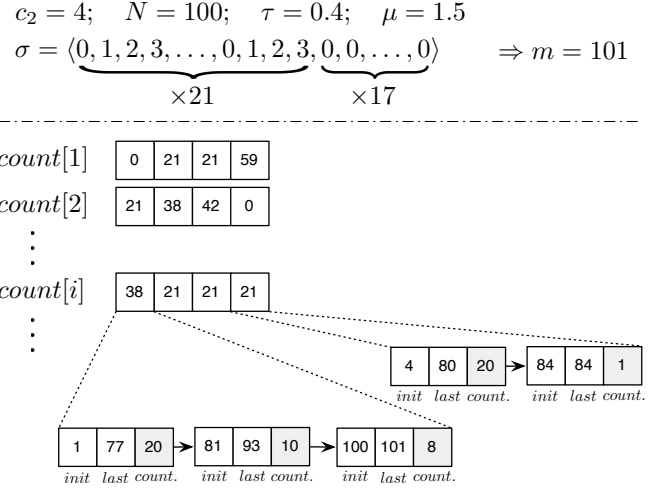 c₂ = 4; N = 100; τ = 0.4; μ = 1.5
σ = ⟨0, 1, 2, 3, . . . , 0, 1, 2, 3, 0, 0, . . . , 0⟩ ⇒ m = 101
×21 ×17
count[1] 0 21 21 59
count[2] 21 38 42 0
count[i] 38 21 21 21
4 80 20 84 84 1
init last count. init last count.
1 77 20 81 93 10 100 101 8
init last count. init last count. init last count.